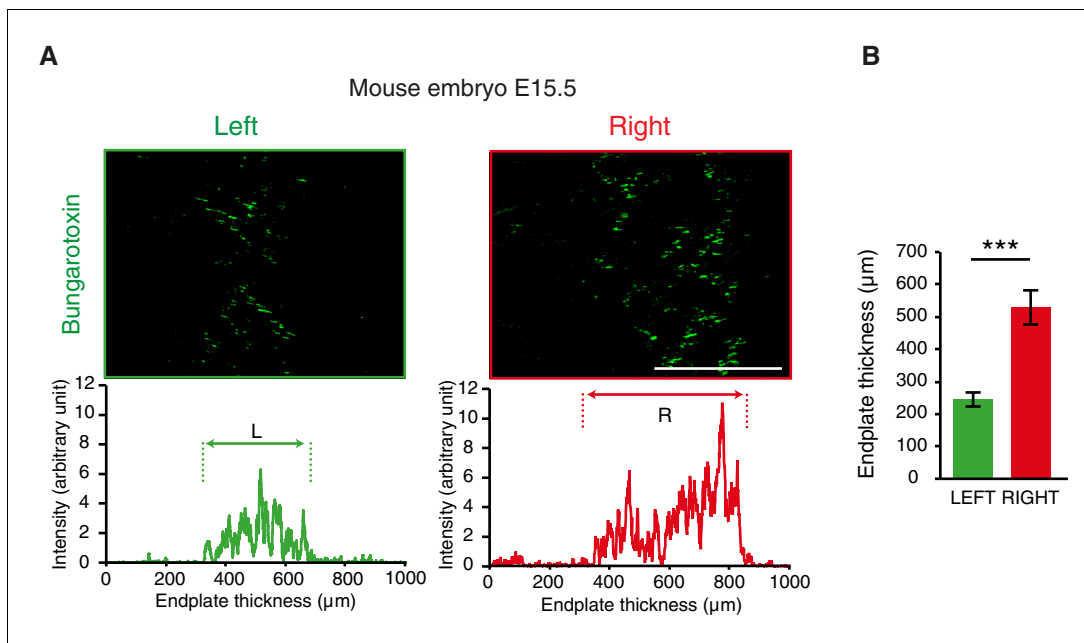 A
B
Mouse embryo E15.5
Left
Right
Bungarotoxin
Intensity (arbitrary unit)
12
10
8
6
4
2
0
L
0 200 400 600 800 1000
Endplate thickness (µm)
Intensity (arbitrary unit)
12
10
8
6
4
2
0
R
0 200 400 600 800 1000
Endplate thickness (µm)
Endplate thickness (µm)
700
600
500
400
300
200
100
0
***
LEFT RIGHT